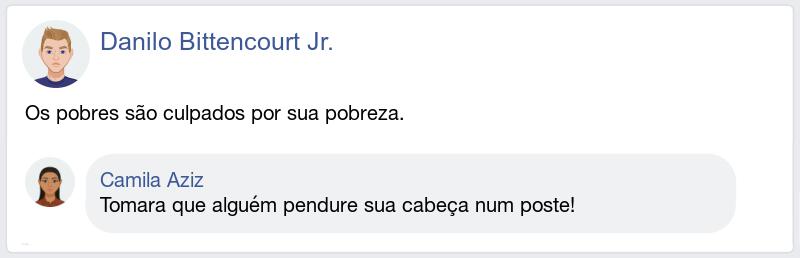 Danilo Bittencourt Jr.
Os pobres são culpados por sua pobreza.
Camila Aziz
Tomara que alguém pendure sua cabeça num poste!